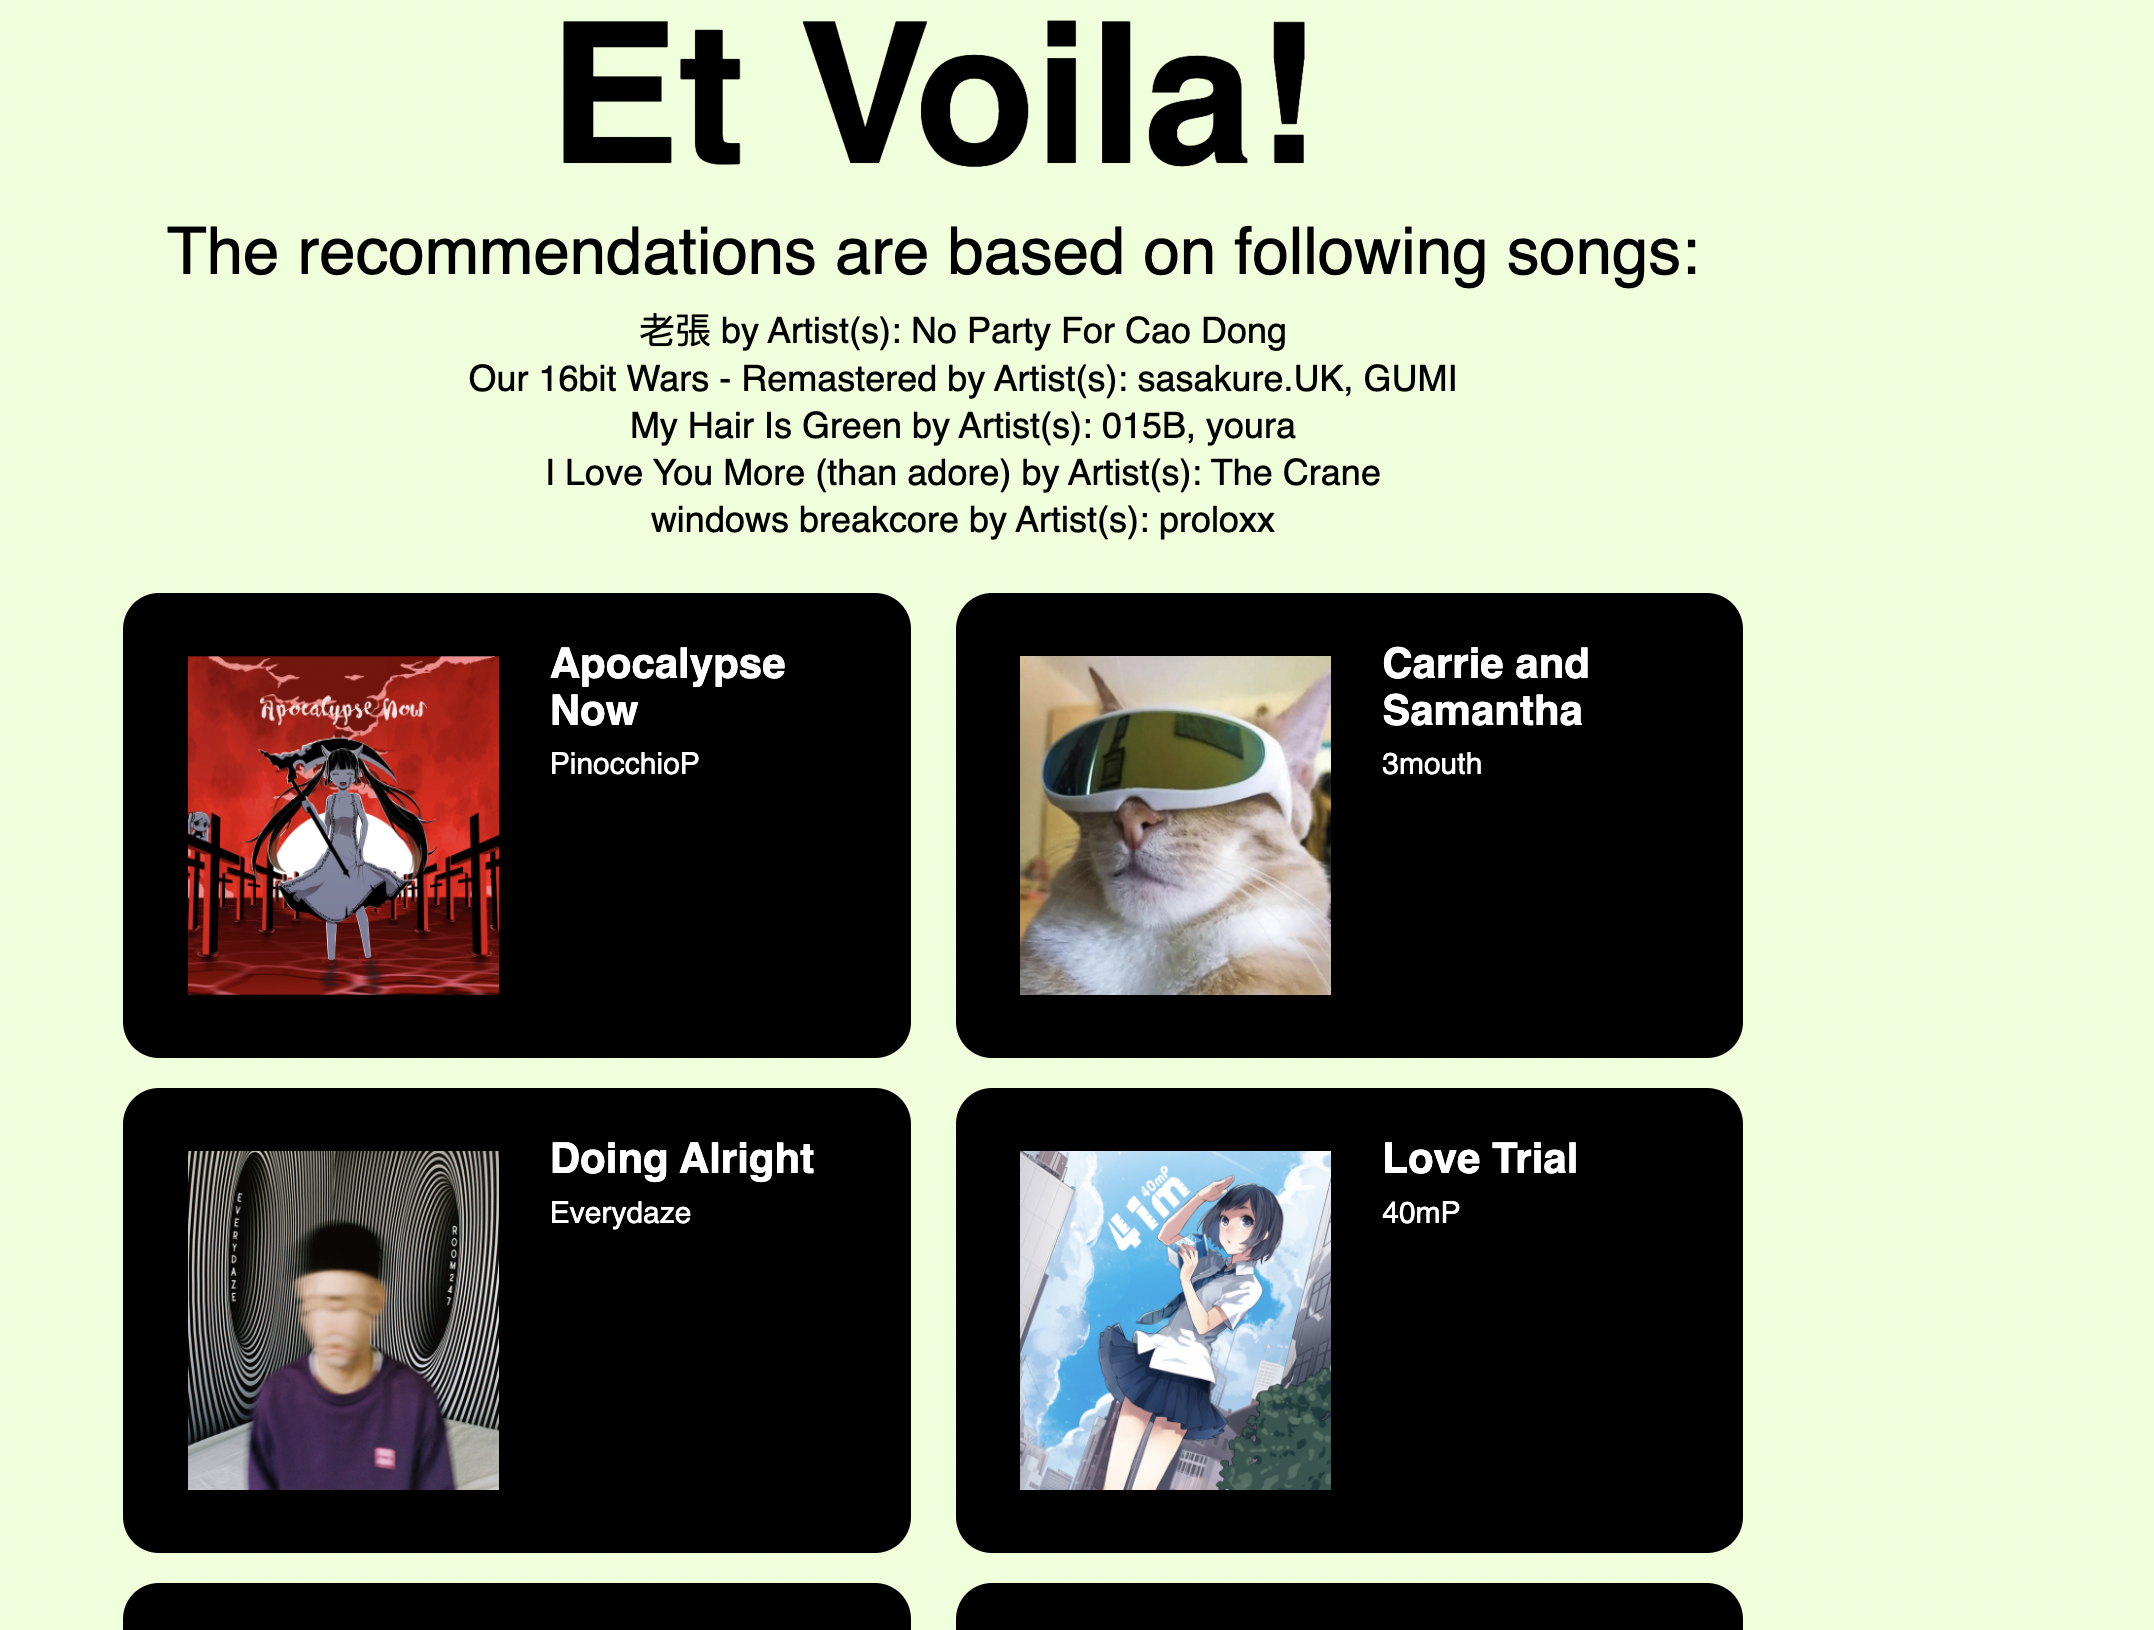 Et Voila!
The recommendations are based on following songs:
老張 by Artist(s): No Party For Cao Dong
Our 16bit Wars - Remastered by Artist(s): sasakure.UK, GUMI
My Hair Is Green by Artist(s): 015B, youra
I Love You More (than adore) by Artist(s): The Crane
windows breakcore by Artist(s): proloxx
Apocalypse Now
Apocalypse
Now
PinocchioP
Carrie and
Samantha
3mouth
EVERYDAZE
ROOM247
Doing Alright
Everydaze
40mP
41m
Love Trial
40mP